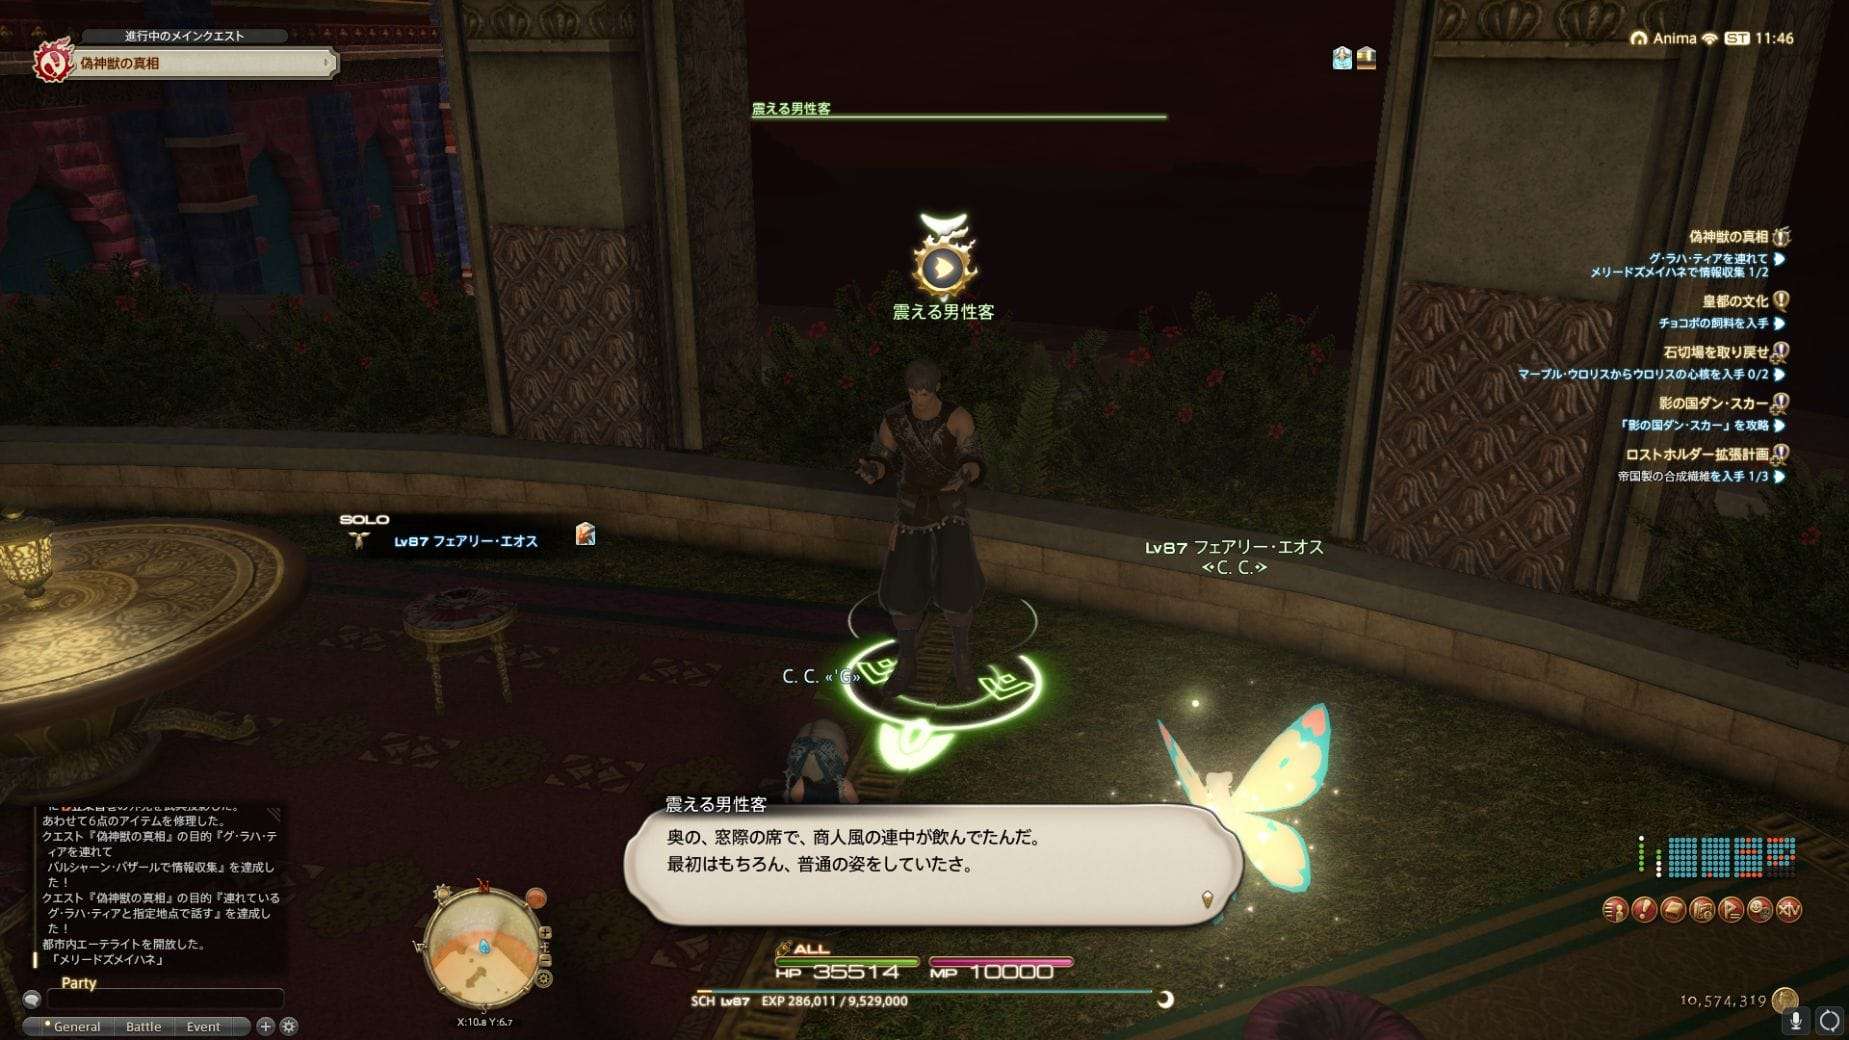 進行中のメインクエスト
偽神獣の真相
Anima ST 11:46
震える男性客
震える男性客
偽神獣の真相
グ・ラハ・ティアを連れて
メリードズメイハネで情報収集 1/2
皇都の文化
チョコボの飼料を入手
石切場を取り戻せ
マーブル・ウロリスからウロリスの心核を入手 0/2
影の国ダン・スカー
「影の国ダン・スカー」を攻略
ロストホルダー拡張計画
帝国製の合成繊維を入手 1/3
SOLO
Lv87 フェアリー・エオス
Lv87 フェアリー・エオス
<C. C.>
C. C. «'G»
震える男性客
奥の、窓際の席で、商人風の連中が飲んでたんだ。
最初はもちろん、普通の姿をしていたさ。
あわせて6点のアイテムを修理した。
クエスト『偽神獣の真相』の目的『グ・ラハ・テ
ィアを連れて
バルシャーン・バザールで情報収集』を達成し
た!
クエスト『偽神獣の真相』の目的『連れている
グ・ラハ・ティアと指定地点で話す』を達成し
た!
都市内エーテライトを開放した。
「メリードズメイハネ」
Party
General Battle Event
N
W
X:10.8 Y:6.7
ALL
HP 35514 MP 10000
SCH Lv87 EXP 286,011 / 9,529,000
XIV
10,574,319